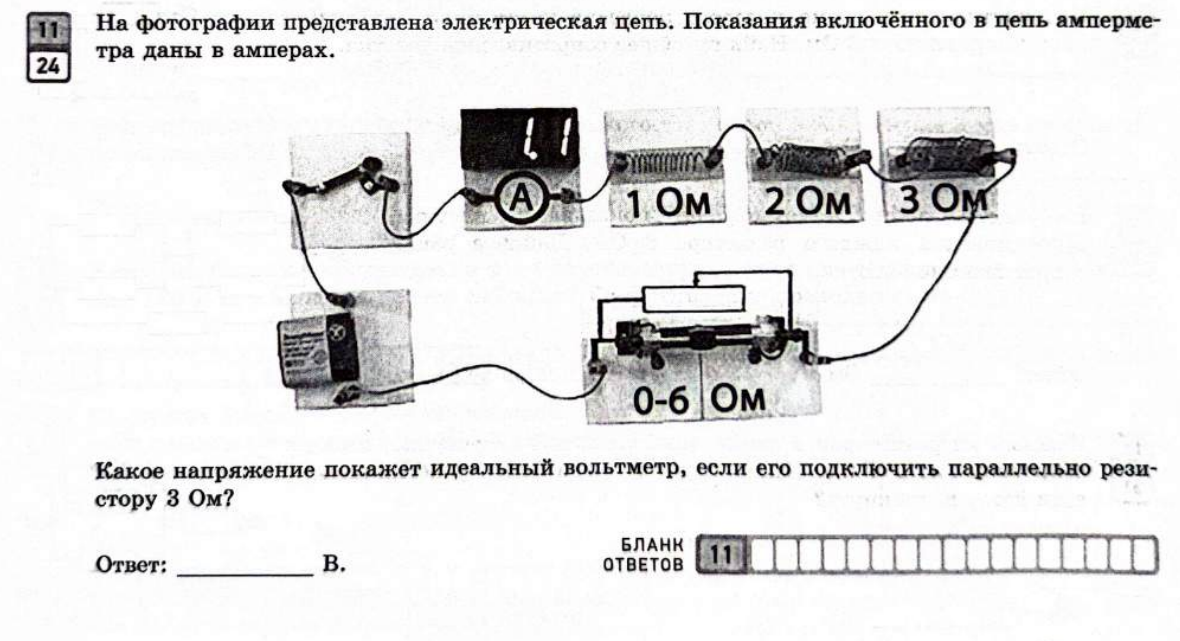 11
24
На фотографии представлена электрическая цепь. Показания включённого в цепь амперме-
тра даны в амперах.
1.1
A
1 Ом
2 Ом
3 Ом
0-6 Ом
Какое напряжение покажет идеальный вольтметр, если его подключить параллельно рези-
стору 3 Ом?
Ответ: ____________ В.
БЛАНК
ОТВЕТОВ
11